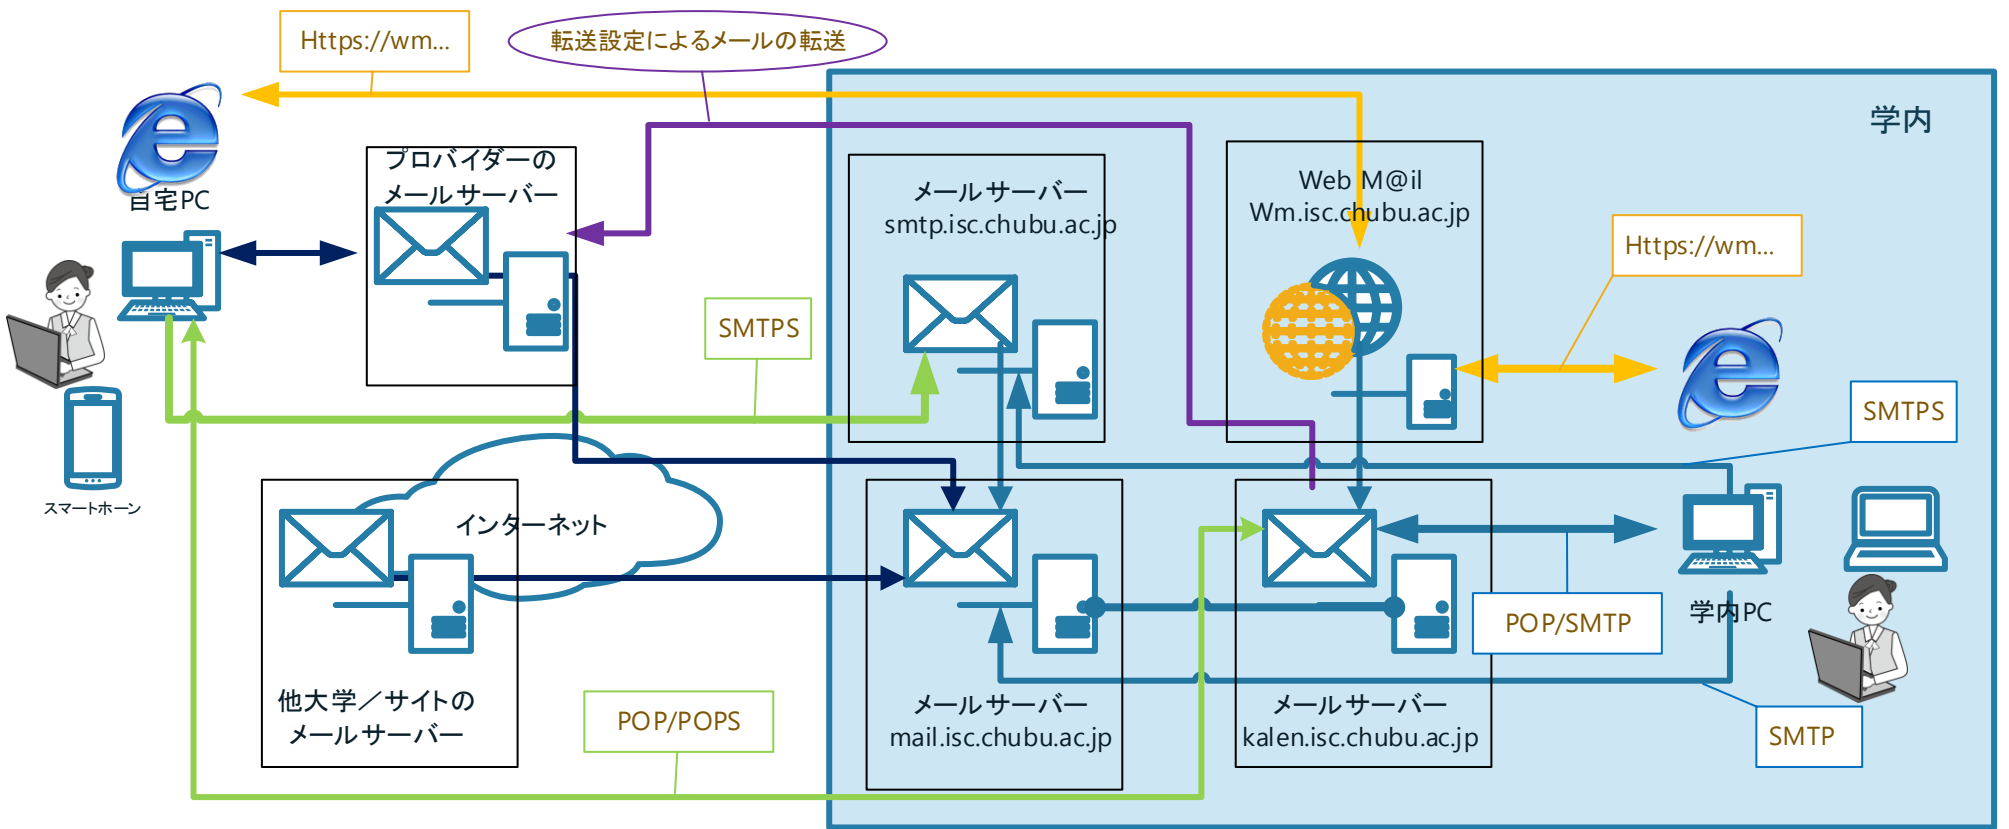 Https://wm...
転送設定によるメールの転送
学内
自宅PC
プロバイダーの
メールサーバー
メールサーバー
smtp.isc.chubu.ac.jp
Web M@il
Wm.isc.chubu.ac.jp
Https://wm...
SMTPS
SMTPS
スマートホーン
インターネット
学内PC
POP/SMTP
他大学／サイトの
メールサーバー
POP/POPS
メールサーバー
mail.isc.chubu.ac.jp
メールサーバー
kalen.isc.chubu.ac.jp
SMTP